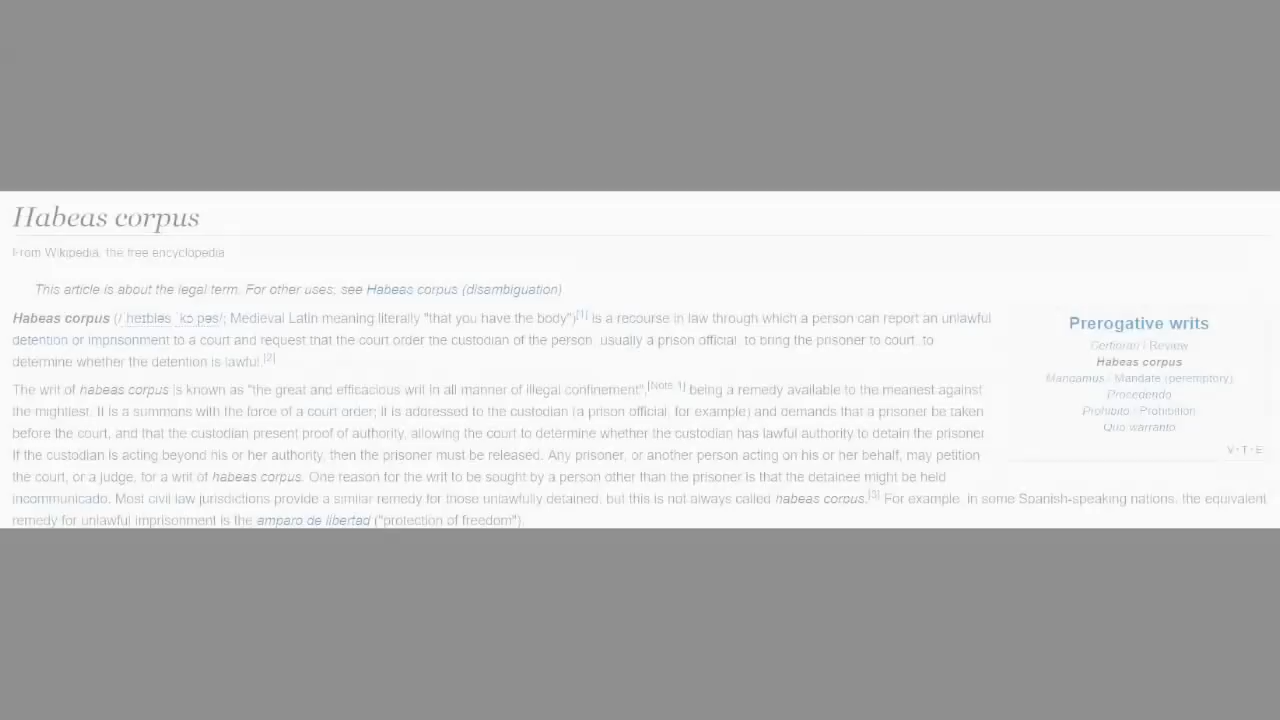 Habeas corpus
From Wikipedia, the free encyclopedia
This article is about the legal term. For other uses, see Habeas corpus (disambiguation)
Habeas corpus (/ˌheɪbiəs ˈkɔːpəs/; Medieval Latin meaning literally "that you have the body")[1] is a recourse in law through which a person can report an unlawful
detention or imprisonment to a court and request that the court order the custodian of the person, usually a prison official, to bring the prisoner to court, to
determine whether the detention is lawful.[2]
The writ of habeas corpus is known as "the great and efficacious writ in all manner of illegal confinement",[Note 1] being a remedy available to the meanest against
the mightiest. It is a summons with the force of a court order; it is addressed to the custodian (a prison official, for example) and demands that a prisoner be taken
before the court, and that the custodian present proof of authority, allowing the court to determine whether the custodian has lawful authority to detain the prisoner
If the custodian is acting beyond his or her authority, then the prisoner must be released. Any prisoner, or another person acting on his or her behalf, may petition
the court, or a judge, for a writ of habeas corpus. One reason for the writ to be sought by a person other than the prisoner is that the detainee might be held
incommunicado. Most civil law jurisdictions provide a similar remedy for those unlawfully detained, but this is not always called habeas corpus.[3] For example, in some Spanish-speaking nations, the equivalent
remedy for unlawful imprisonment is the amparo de libertad ("protection of freedom").
Prerogative writs
Certiorari / Review
Habeas corpus
Mandamus / Mandate (peremptory)
Procedendo
Prohibito / Prohibition
Quo warranto
V · T · E